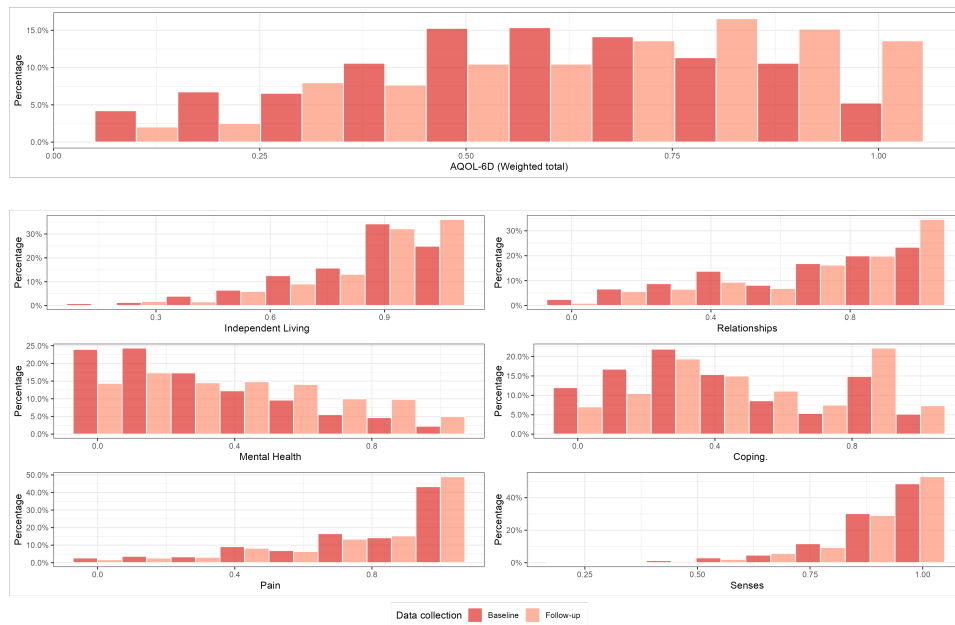 15.0%
10.0%
5.0%
0.0%
Percentage
0.00 0.25 0.50 0.75 1.00
AQOL-6D (Weighted total)
30%
20%
10%
0%
Percentage
0.3 0.6 0.9
Independent Living
30%
20%
10%
0%
Percentage
0.0 0.4 0.8
Relationships
25.0%
20.0%
15.0%
10.0%
5.0%
0.0%
Percentage
0.0 0.4 0.8
Mental Health
20.0%
15.0%
10.0%
5.0%
0.0%
Percentage
0.0 0.4 0.8
Coping.
50.0%
40.0%
30.0%
20.0%
10.0%
0.0%
Percentage
0.0 0.4 0.8
Pain
40%
20%
0%
Percentage
0.25 0.50 0.75 1.00
Senses
Data collection Baseline Follow-up